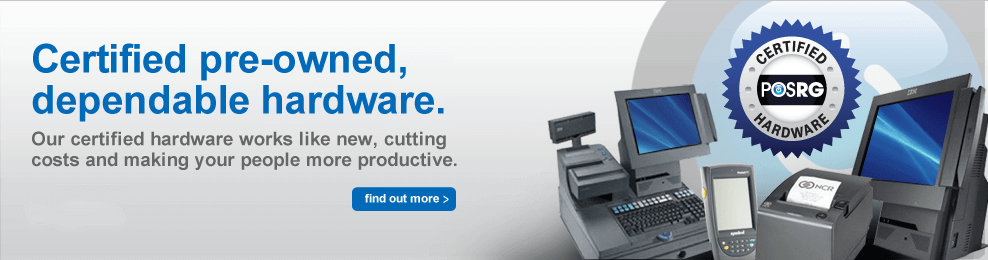 Certified pre-owned,
dependable hardware.
Our certified hardware works like new, cutting
costs and making your people more productive.
find out more >
CERTIFIED
POSRG
HARDWARE
IBM
IBM
NCR
symbol